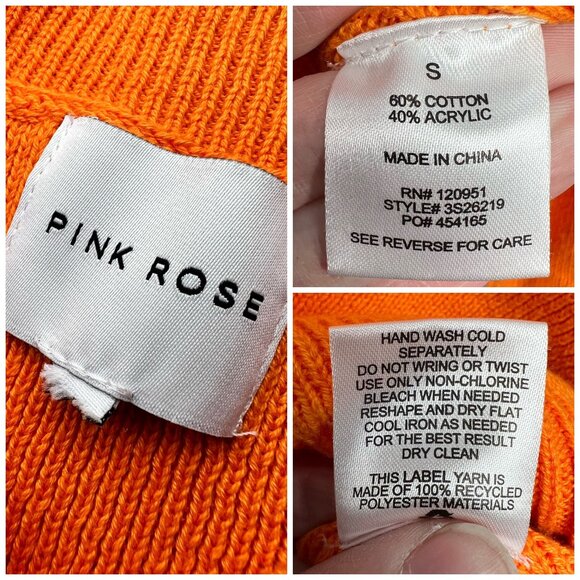 PINK ROSE
S
60% COTTON
40% ACRYLIC
MADE IN CHINA
RN# 120951
STYLE# 3S26219
PO# 454165
SEE REVERSE FOR CARE
HAND WASH COLD
SEPARATELY
DO NOT WRING OR TWIST
USE ONLY NON-CHLORINE
BLEACH WHEN NEEDED
RESHAPE AND DRY FLAT
COOL IRON AS NEEDED
FOR THE BEST RESULT
DRY CLEAN
THIS LABEL YARN IS
MADE OF 100% RECYCLED
POLYESTER MATERIALS